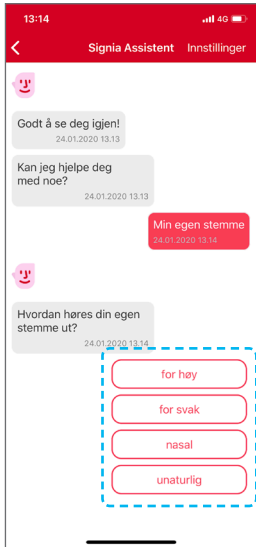 13:14
4G
Signia Assistent Innstillinger
Godt å se deg igjen!
24.01.2020 13.13
Kan jeg hjelpe deg
med noe?
24.01.2020 13.13
Min egen stemme
24.01.2020 13.14
Hvordan høres din egen
stemme ut?
24.01.2020 13.14
for høy
for svak
nasal
unaturlig